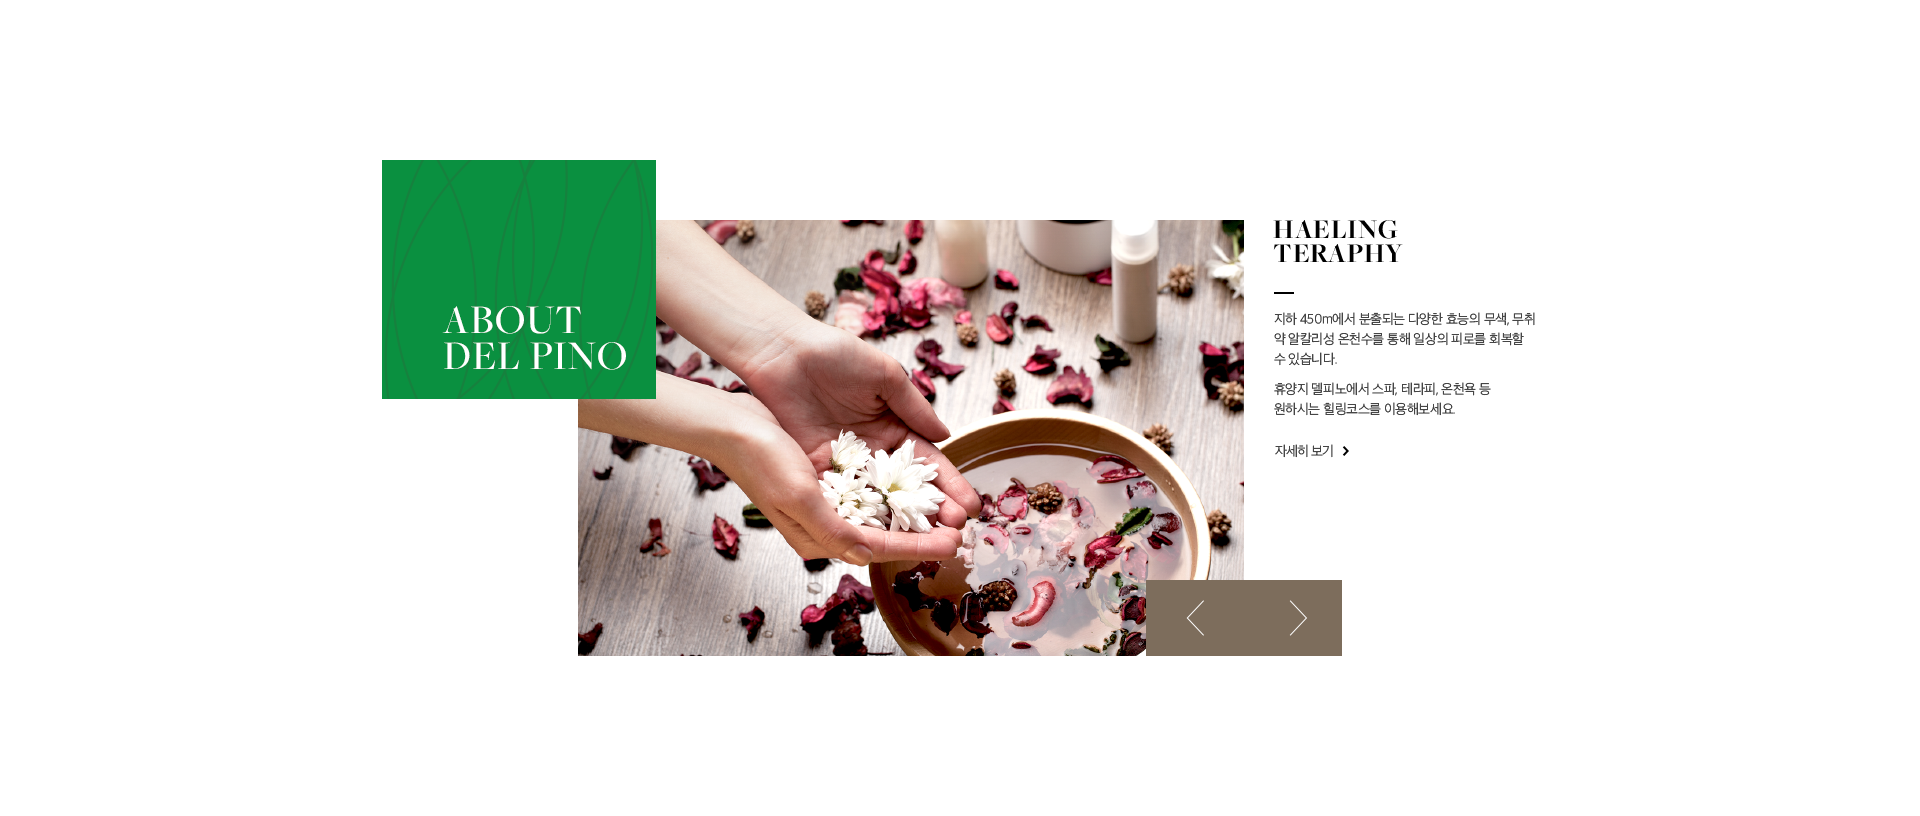 ABOUT
DEL PINO
HAELING
TERAPHY
지하 450m에서 분출되는 다양한 효능의 무색, 무취
약 알칼리성 온천수를 통해 일상의 피로를 회복할
수 있습니다.
휴양지 델피노에서 스파, 테라피, 온천욕 등
원하시는 힐링코스를 이용해보세요.
자세히 보기